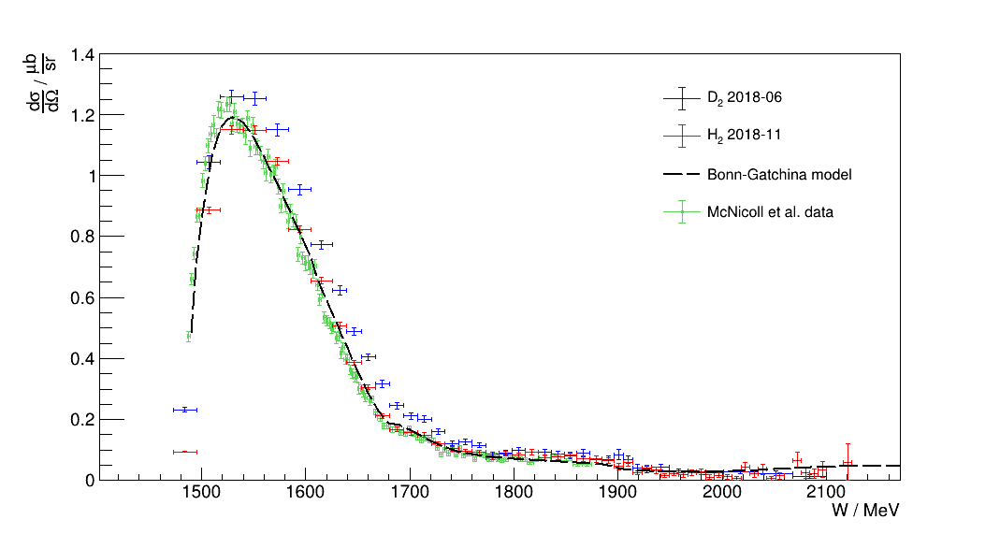 dσ/dΩ / μb/sr
1.4
1.2
1
0.8
0.6
0.4
0.2
0
D2 2018-06
H2 2018-11
Bonn-Gatchina model
McNicoll et al. data
1500 1600 1700 1800 1900 2000 2100
W / MeV